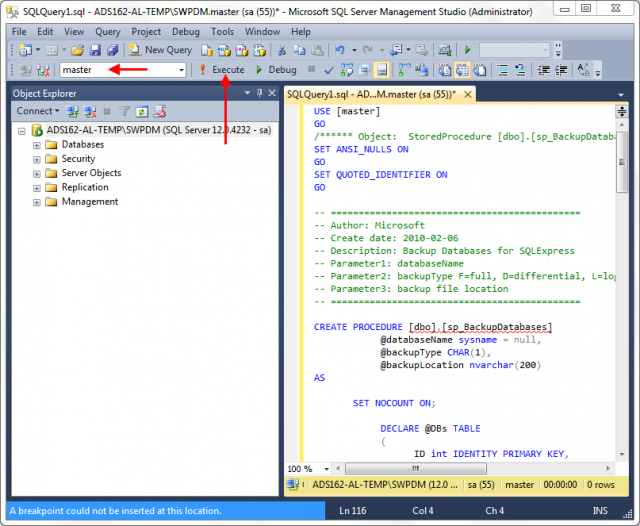 SQLQuery1.sql - ADS162-AL-TEMP\SWPDM.master (sa (55))* - Microsoft SQL Server Management Studio (Administrator)
File Edit View Query Project Debug Tools Window Help
New Query
master Execute Debug
Object Explorer
Connect
ADS162-AL-TEMP\SWPDM (SQL Server 12.0.4232 - sa)
Databases
Security
Server Objects
Replication
Management
SQLQuery1.sql - AD...M.master (sa (55))*
USE [master]
GO
/****** Object: StoredProcedure [dbo].[sp_BackupDatab
SET ANSI_NULLS ON
GO
SET QUOTED_IDENTIFIER ON
GO
-- =============================================
-- Author: Microsoft
-- Create date: 2010-02-06
-- Description: Backup Databases for SQLExpress
-- Parameter1: databaseName
-- Parameter2: backupType F=full, D=differential, L=lo
-- Parameter3: backup file location
-- =============================================
CREATE PROCEDURE [dbo].[sp_BackupDatabases]
@databaseName sysname = null,
@backupType CHAR(1),
@backupLocation nvarchar(200)
AS
SET NOCOUNT ON;
DECLARE @DBs TABLE
(
ID int IDENTITY PRIMARY KEY,
100 %
ADS162-AL-TEMP\SWPDM (12.0 ... sa (55) master 00:00:00 0 rows
A breakpoint could not be inserted at this location. Ln 116 Col 4 Ch 4 INS